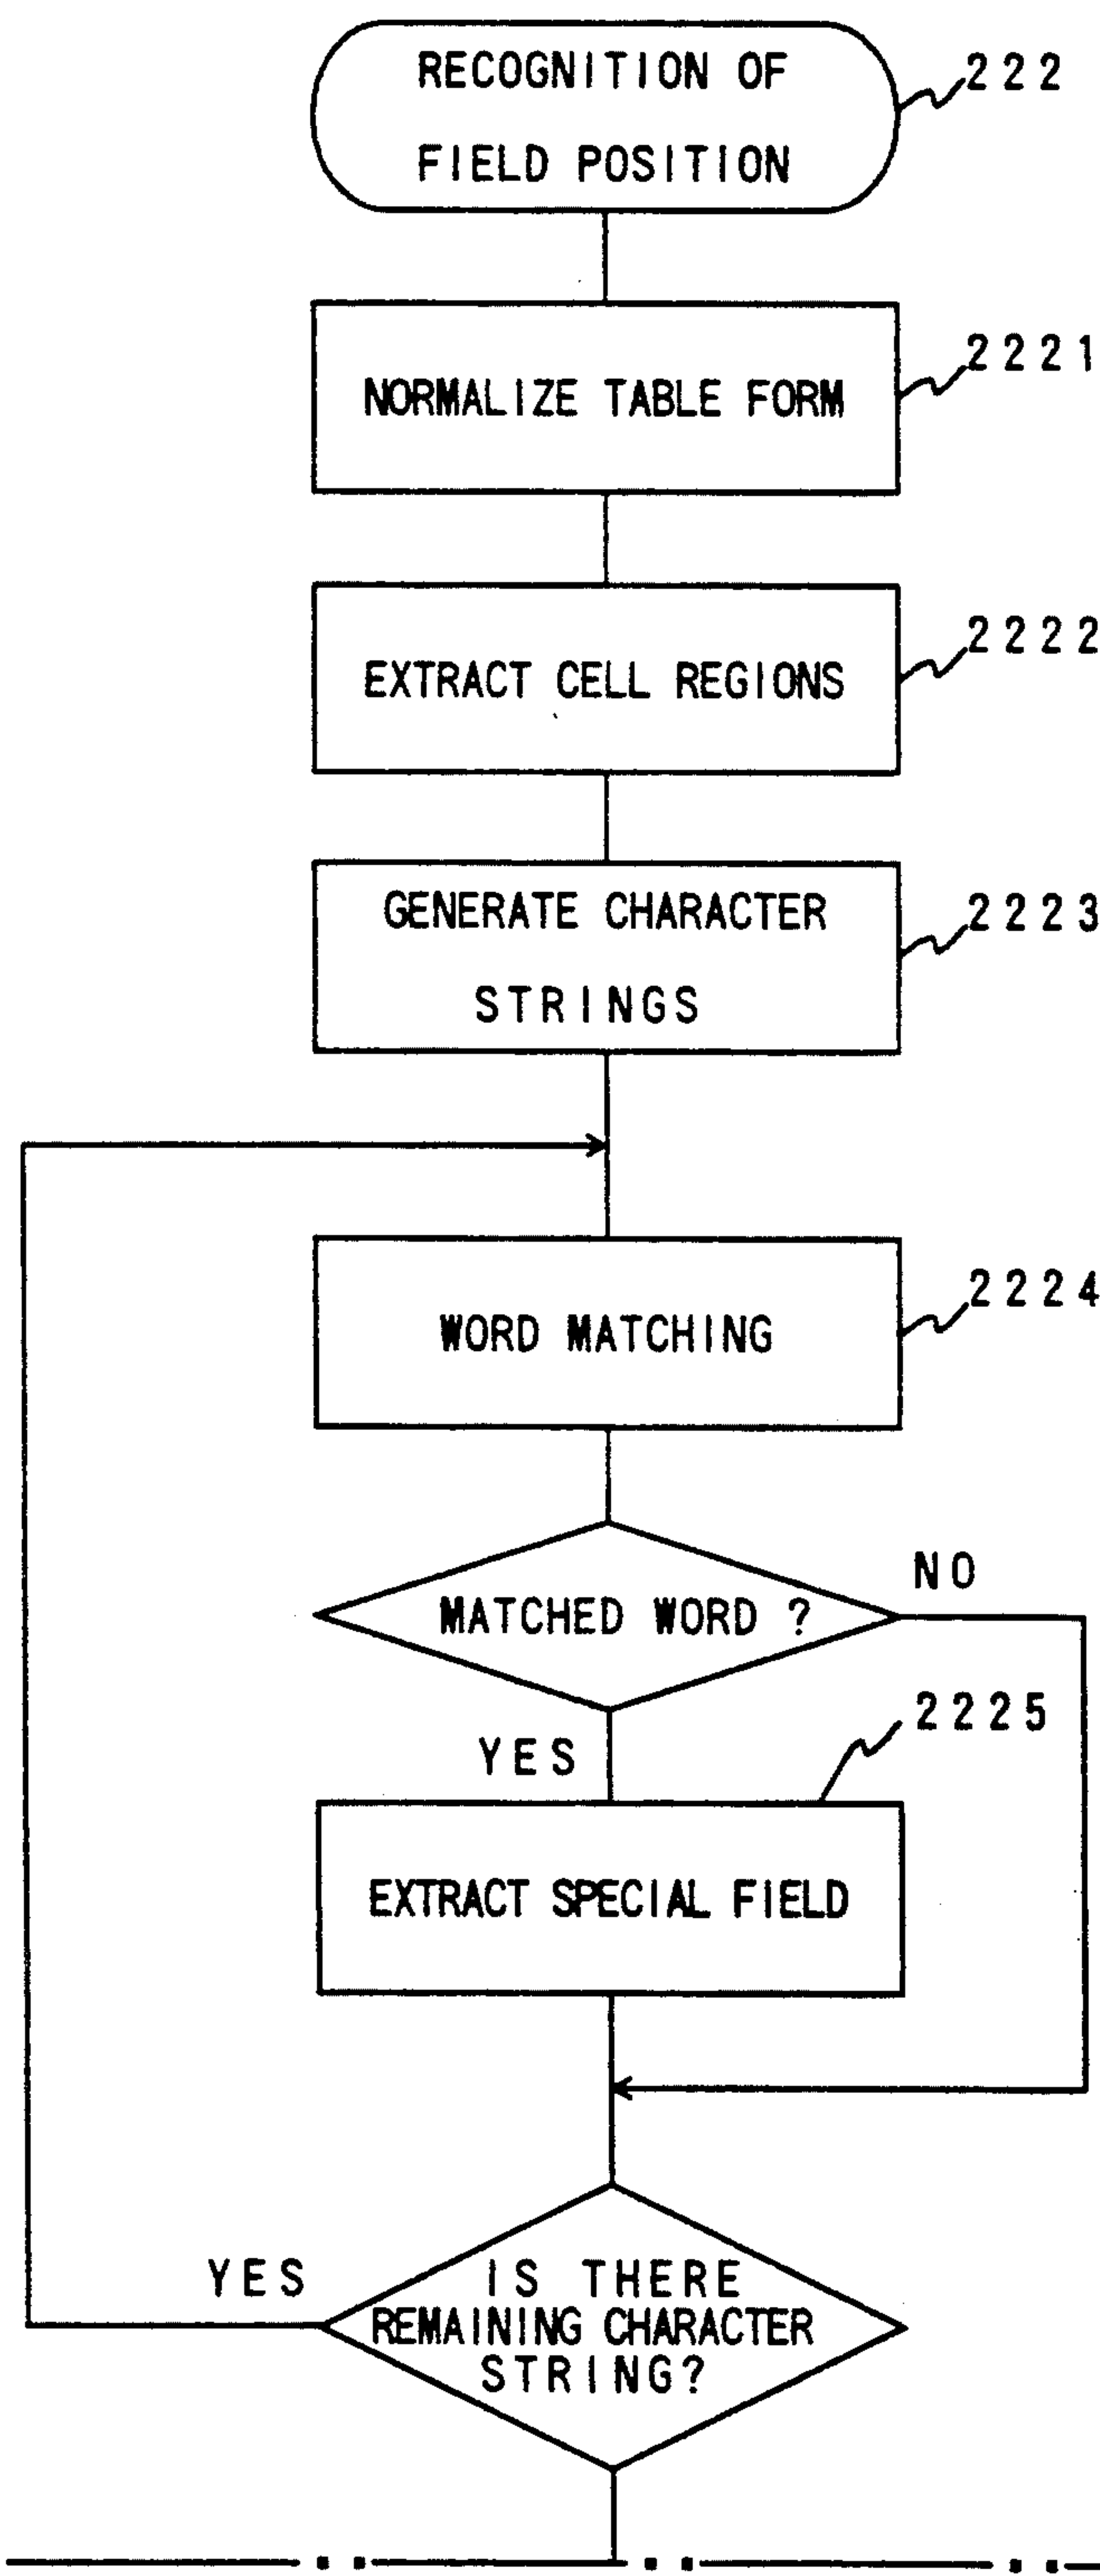 RECOGNITION OF
FIELD POSITION
222
NORMALIZE TABLE FORM
2221
EXTRACT CELL REGIONS
2222
GENERATE CHARACTER
STRINGS
2223
WORD MATCHING
2224
MATCHED WORD ?
NO
YES
2225
EXTRACT SPECIAL FIELD
YES
IS THERE
REMAINING CHARACTER
STRING?